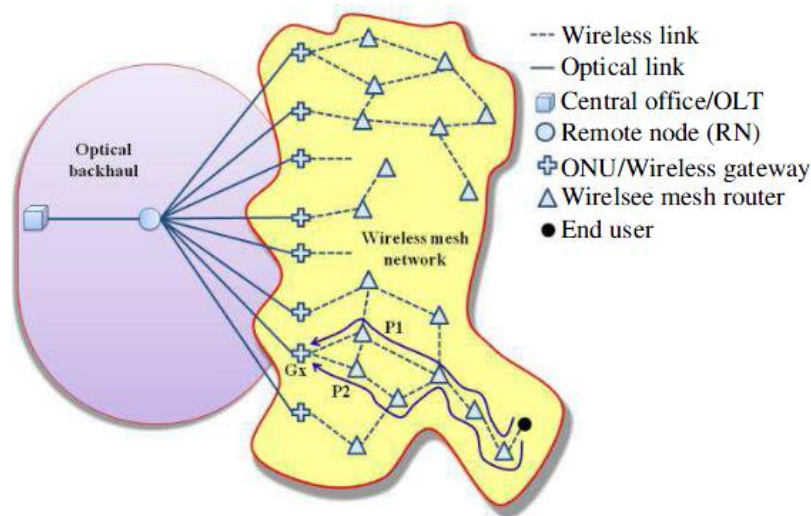 Optical
backhaul
Wireless mesh
network
P1
Gx
P2
Wireless link
Optical link
Central office/OLT
Remote node (RN)
ONU/Wireless gateway
Wirelsee mesh router
End user